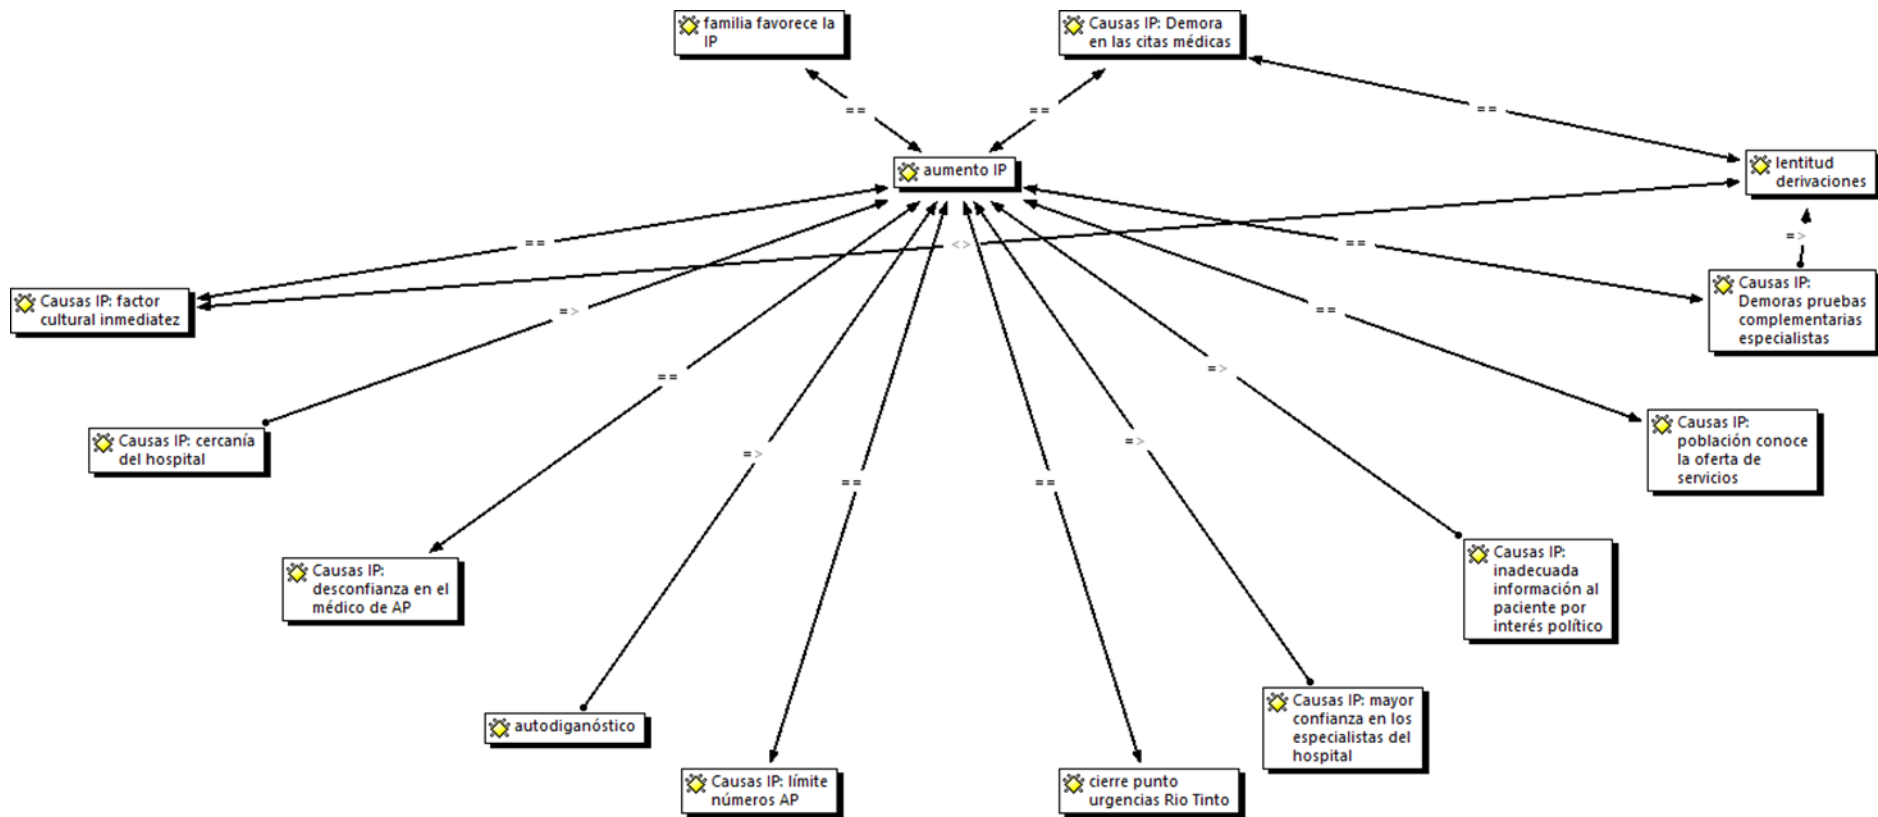 familia favorece la
IP
Causas IP: Demora
en las citas médicas
==
==
==
aumento IP
lentitud
derivaciones
==
<>
==
=>
Causas IP: factor
cultural inmediatez
Causas IP:
Demoras pruebas
complementarias
especialistas
=>
==
==
=>
Causas IP: cercanía
del hospital
Causas IP:
población conoce
la oferta de
servicios
=>
=>
==
==
Causas IP:
desconfianza en el
médico de AP
Causas IP:
inadecuada
información al
paciente por
interés político
autodiganóstico
Causas IP: mayor
confianza en los
especialistas del
hospital
Causas IP: límite
números AP
cierre punto
urgencias Rio Tinto